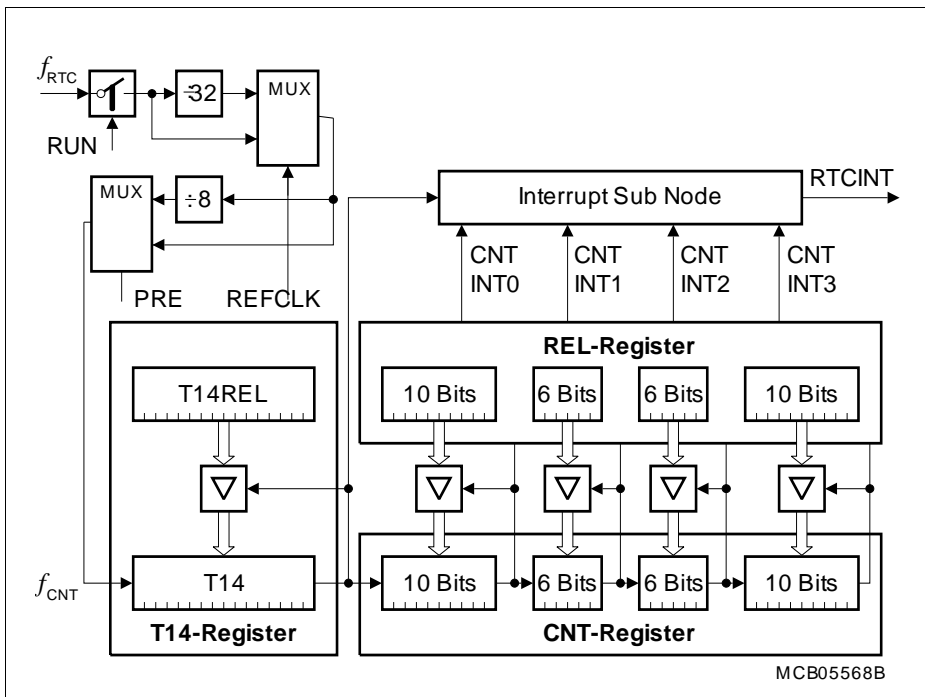 fRTC
÷32
MUX
RUN
MUX
÷8
Interrupt Sub Node
RTCINT
CNT
INT0
CNT
INT1
CNT
INT2
CNT
INT3
PRE
REFCLK
REL-Register
T14REL
10 Bits
6 Bits
6 Bits
10 Bits
fCNT
T14
10 Bits
6 Bits
6 Bits
10 Bits
T14-Register
CNT-Register
MCB05568B